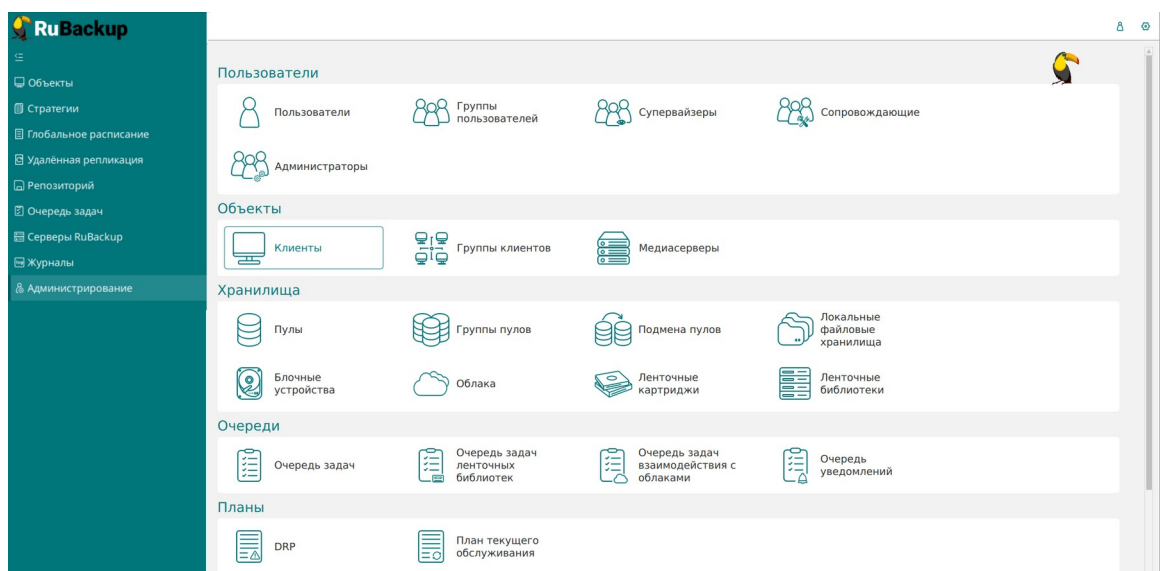 RuBackup
Объекты
Стратегии
Глобальное расписание
Удалённая репликация
Репозиторий
Очередь задач
Серверы RuBackup
Журналы
Администрирование
Пользователи
Пользователи
Группы
пользователей
Супервайзеры
Сопровождающие
Администраторы
Объекты
Клиенты
Группы клиентов
Медиасерверы
Хранилища
Пулы
Группы пулов
Подмена пулов
Локальные
файловые
хранилища
Блочные
устройства
Облака
Ленточные
картриджи
Ленточные
библиотеки
Очереди
Очередь задач
Очередь задач
ленточных
библиотек
Очередь задач
взаимодействия с
облаками
Очередь
уведомлений
Планы
DRP
План текущего
обслуживания